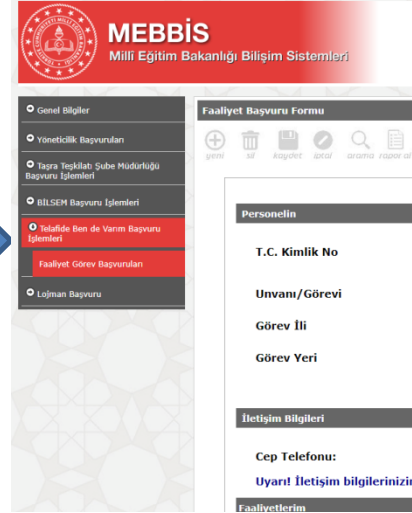 MEBBİS
Milli Eğitim Bakanlığı Bilişim Sistemleri
Genel Bilgiler
Yöneticilik Başvuruları
Taşra Teşkilatı Şube Müdürlüğü
Başvuru İşlemleri
BİLSEM Başvuru İşlemleri
Telafide Ben de Varım Başvuru
İşlemleri
Faaliyet Görev Başvuruları
Lojman Başvuru
Faaliyet Başvuru Formu
yeni sil kaydet iptal arama rapor al
Personelin
T.C. Kimlik No
Unvanı/Görevi
Görev İli
Görev Yeri
İletişim Bilgileri
Cep Telefonu:
Uyarı! İletişim bilgilerinizin
Faaliyetlerim